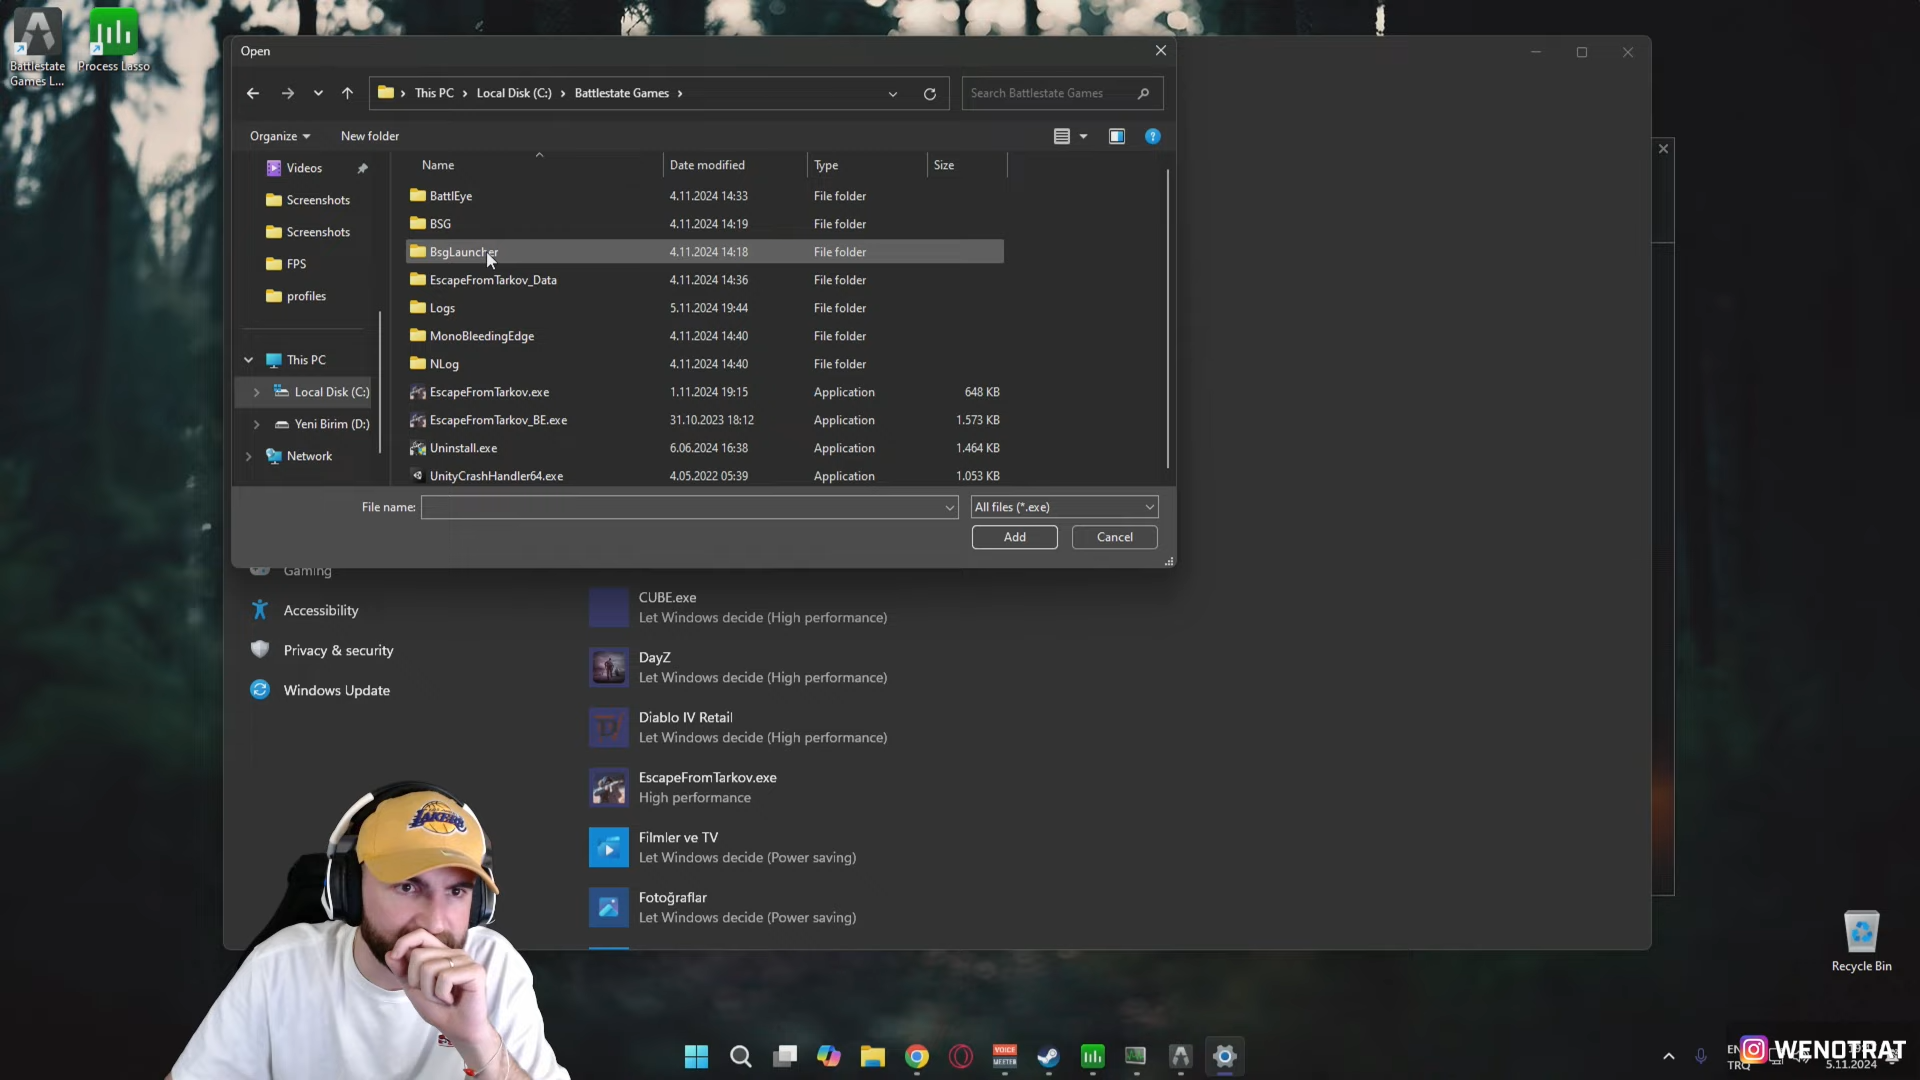 Battlestate
Games L...
Process Lasso
Open
This PC
Local Disk (C:)
Battlestate Games
Search Battlestate Games
Organize
New folder
Name
Date modified
Type
Size
Videos
Screenshots
Screenshots
FPS
profiles
This PC
Local Disk (C:)
Yeni Birim (D:)
Network
BattlEye 4.11.2024 14:33 File folder
BSG 4.11.2024 14:19 File folder
BsgLauncher 4.11.2024 14:18 File folder
EscapeFromTarkov_Data 4.11.2024 14:36 File folder
Logs 5.11.2024 19:44 File folder
MonoBleedingEdge 4.11.2024 14:40 File folder
NLog 4.11.2024 14:40 File folder
EscapeFromTarkov.exe 1.11.2024 19:15 Application 648 KB
EscapeFromTarkov_BE.exe 31.10.2023 18:12 Application 1.573 KB
Uninstall.exe 6.06.2024 16:38 Application 1.464 KB
UnityCrashHandler64.exe 4.05.2022 05:39 Application 1.053 KB
File name:
All files (*.exe)
Add
Cancel
Gaming
Accessibility
Privacy & security
Windows Update
CUBE.exe
Let Windows decide (High performance)
DayZ
Let Windows decide (High performance)
Diablo IV Retail
Let Windows decide (High performance)
EscapeFromTarkov.exe
High performance
Filmler ve TV
Let Windows decide (Power saving)
Fotoğraflar
Let Windows decide (Power saving)
LAKERS
Recycle Bin
VOICE
MEETER
WENOTRAT
TRQ
5.11.2024